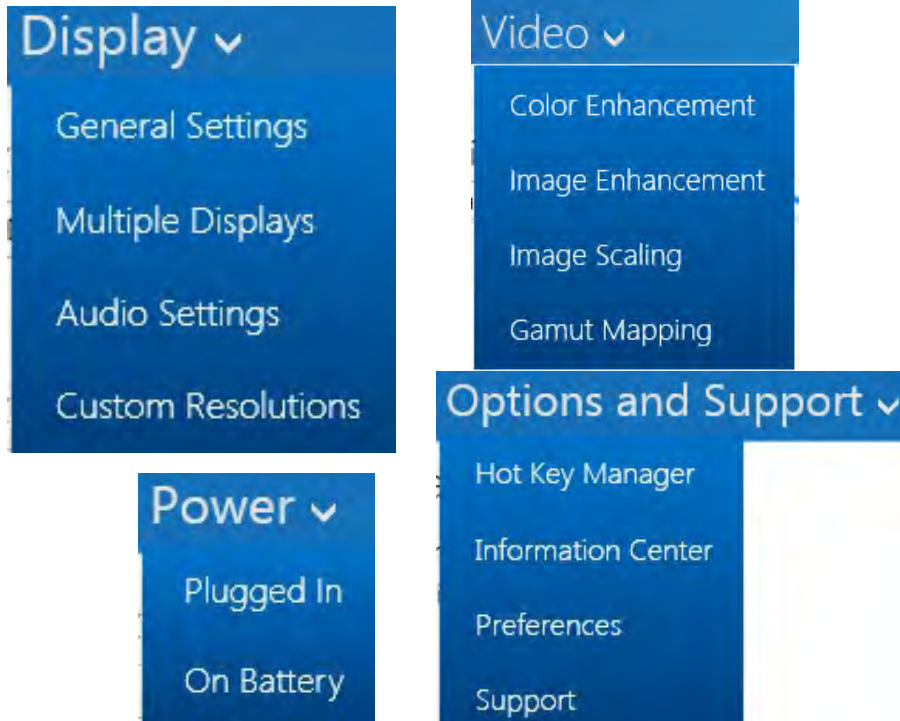 Display
General Settings
Multiple Displays
Audio Settings
Custom Resolutions
Video
Color Enhancement
Image Enhancement
Image Scaling
Gamut Mapping
Power
Plugged In
On Battery
Options and Support
Hot Key Manager
Information Center
Preferences
Support